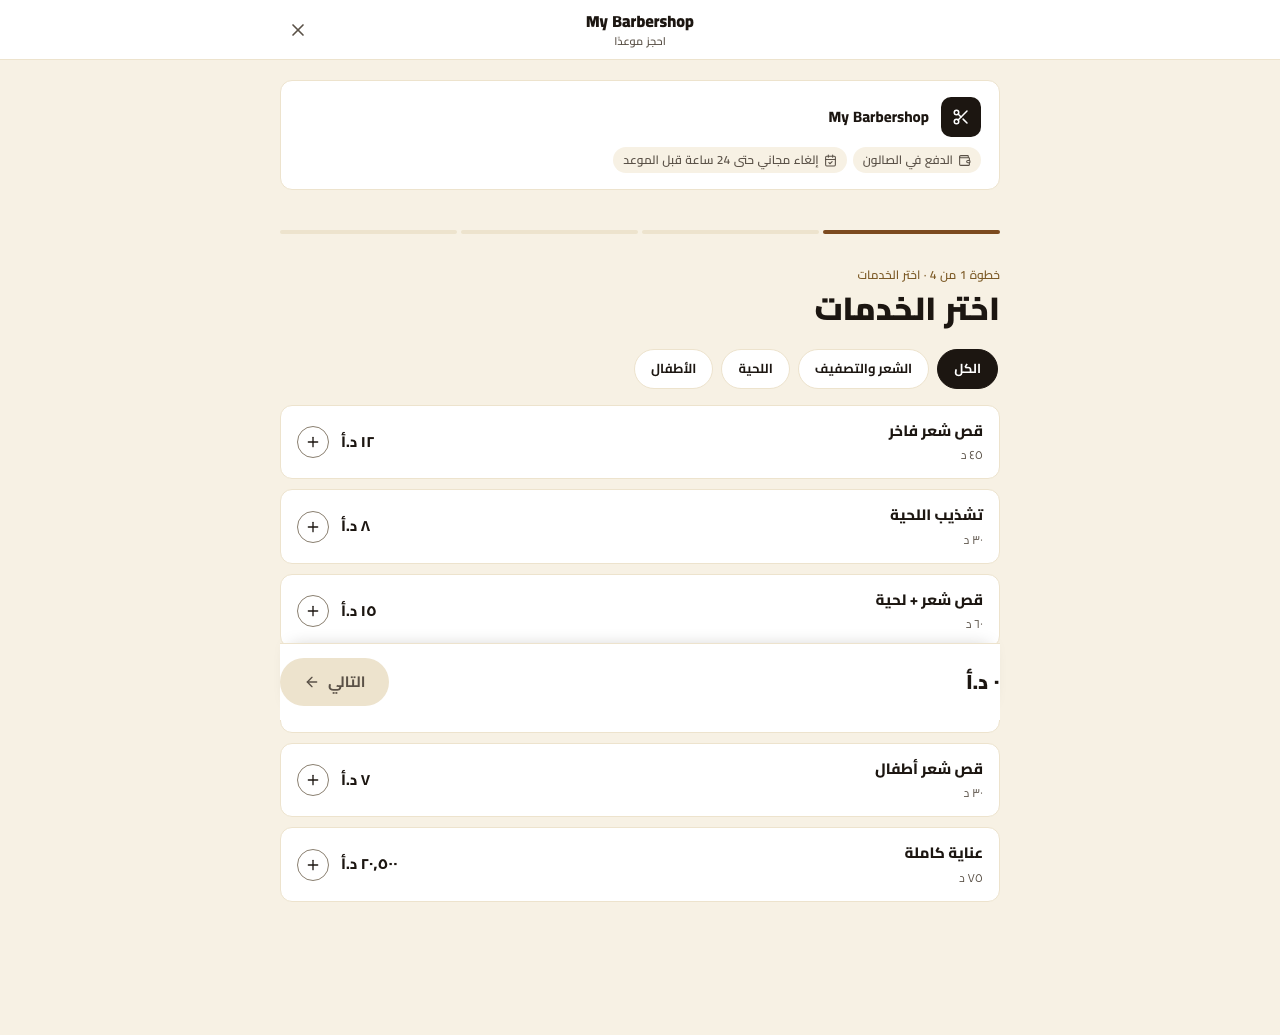 My Barbershop
احجز موعدًا
My Barbershop
الدفع في الصالون
إلغاء مجاني حتى 24 ساعة قبل الموعد
خطوة 1 من 4 · اختر الخدمات
اختر الخدمات
الكل
الشعر والتصفيف
اللحية
الأطفال
قص شعر فاخر
٤٥ د
١٢ د.أ
تشذيب اللحية
٣٠ د
٨ د.أ
قص شعر + لحية
٦٠ د
١٥ د.أ
٠ د.أ
التالي
قص شعر أطفال
٣٠ د
٧ د.أ
عناية كاملة
٧٥ د
٢٠,٥٠٠ د.أ